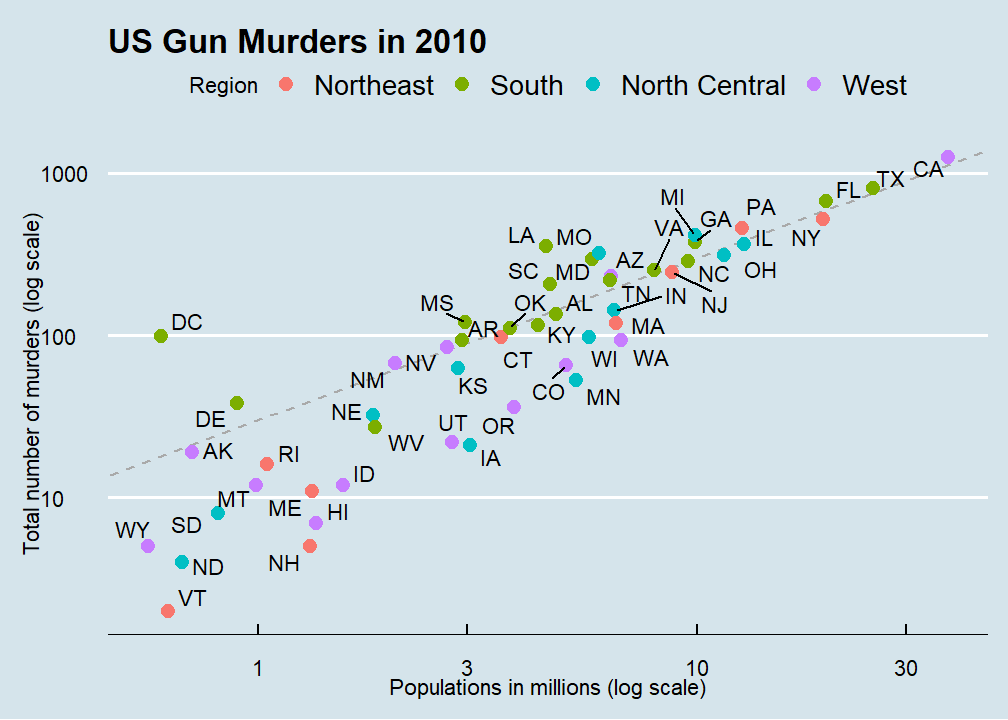 US Gun Murders in 2010
Region Northeast South North Central West
Total number of murders (log scale)
1000
100
10
CA
TX
FL
MI
PA
GA
VA
NY
IL
LA MO
AZ
OH
SC MD
NC
TN IN
NJ
MS OK AL
DC
AR
KY
MA
CT
WI WA
NV
NM
KS
CO
MN
NE
DE
UT OR
WV
AK RI
IA
ID
MT
ME
HI
SD
WY
NH
ND
VT
1 3 10 30
Populations in millions (log scale)